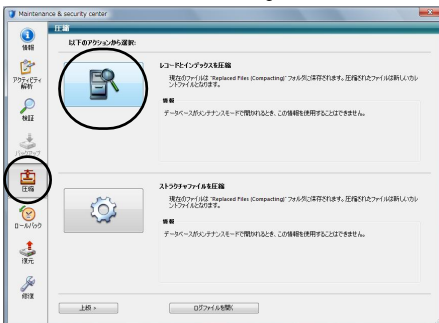 Maintenance & security center
圧縮
情報
アクティビティ
解析
検証
バックアップ
圧縮
ロールバック
復元
修復
以下のアクションから選択:
レコードとインデックスを圧縮
現在のファイルは "Replaced Files (Compacting)" フォルダに保存されます。圧縮されたファイルは新しいカレ
ントファイルとなります。
情報
データベースがメンテナンスモードで開かれるとき、この情報を使用することはできません。
ストラクチャファイルを圧縮
現在のファイルは "Replaced Files (Compacting)" フォルダに保存されます。圧縮されたファイルは新しいカレ
ントファイルとなります。
情報
データベースがメンテナンスモードで開かれるとき、この情報を使用することはできません。
上級 >
ログファイルを開く